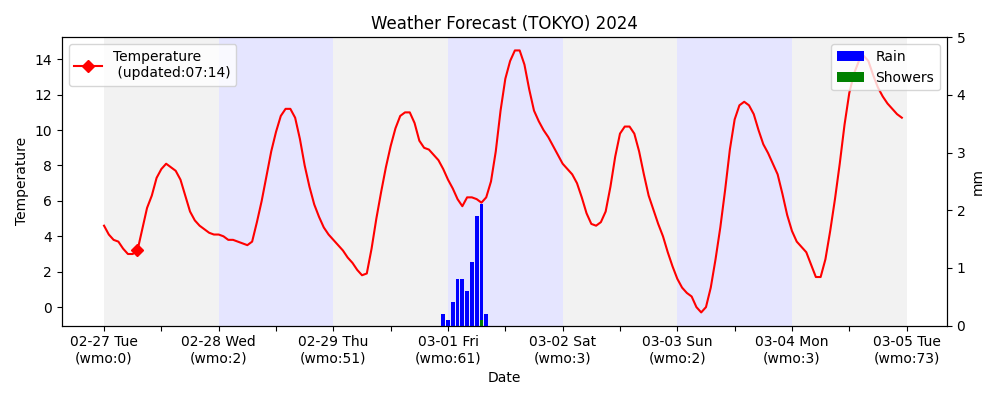 Weather Forecast (TOKYO) 2024
Temperature
(updated:07:14)
Rain
Showers
Temperature
14
12
10
8
6
4
2
0
5
4
3
2
1
0
mm
02-27 Tue
(wmo:0)
02-28 Wed
(wmo:2)
02-29 Thu
(wmo:51)
03-01 Fri
(wmo:61)
03-02 Sat
(wmo:3)
03-03 Sun
(wmo:2)
03-04 Mon
(wmo:3)
03-05 Tue
(wmo:73)
Date